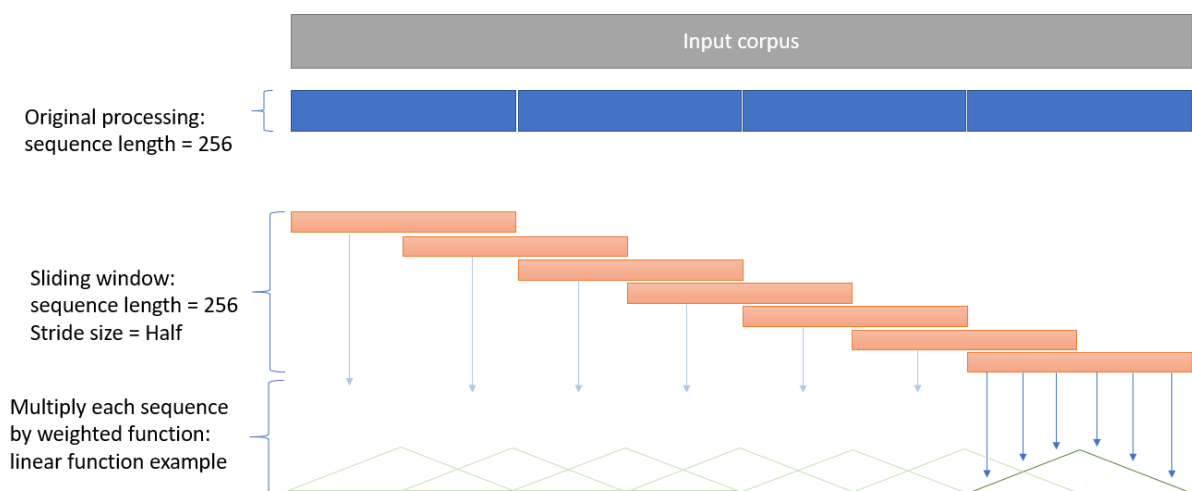 Input corpus
Original processing:
sequence length = 256
Sliding window:
sequence length = 256
Stride size = Half
Multiply each sequence
by weighted function:
linear function example